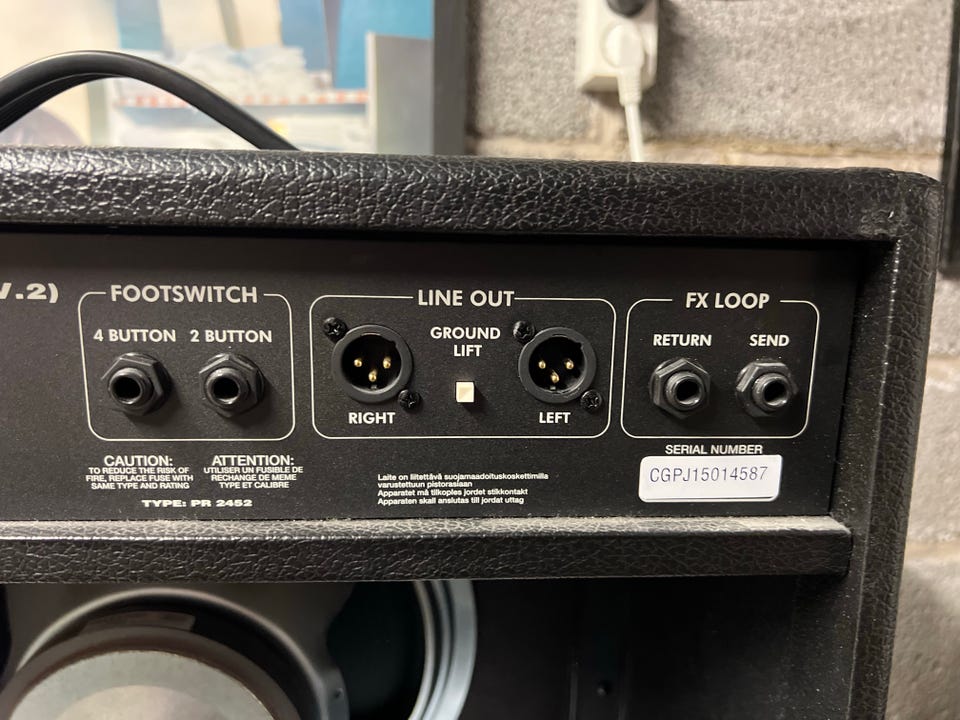 V.2)
FOOTSWITCH
4 BUTTON 2 BUTTON
LINE OUT
GROUND
LIFT
RIGHT
LEFT
FX LOOP
RETURN SEND
CAUTION:
TO REDUCE THE RISK OF
FIRE, REPLACE FUSE WITH
SAME TYPE AND RATING
ATTENTION:
UTILISER UN FUSIBLE DE
RECHANGE DE MEME
TYPE ET CALIBRE
TYPE: PR 2452
Laite on liitettävä suojamaadoituskoskettimilla
varustettuun pistorasiaan
Apparatet må tilkoples jordet stikkontakt
Apparaten skall anslutas till jordat uttag
SERIAL NUMBER
CGPJ15014587